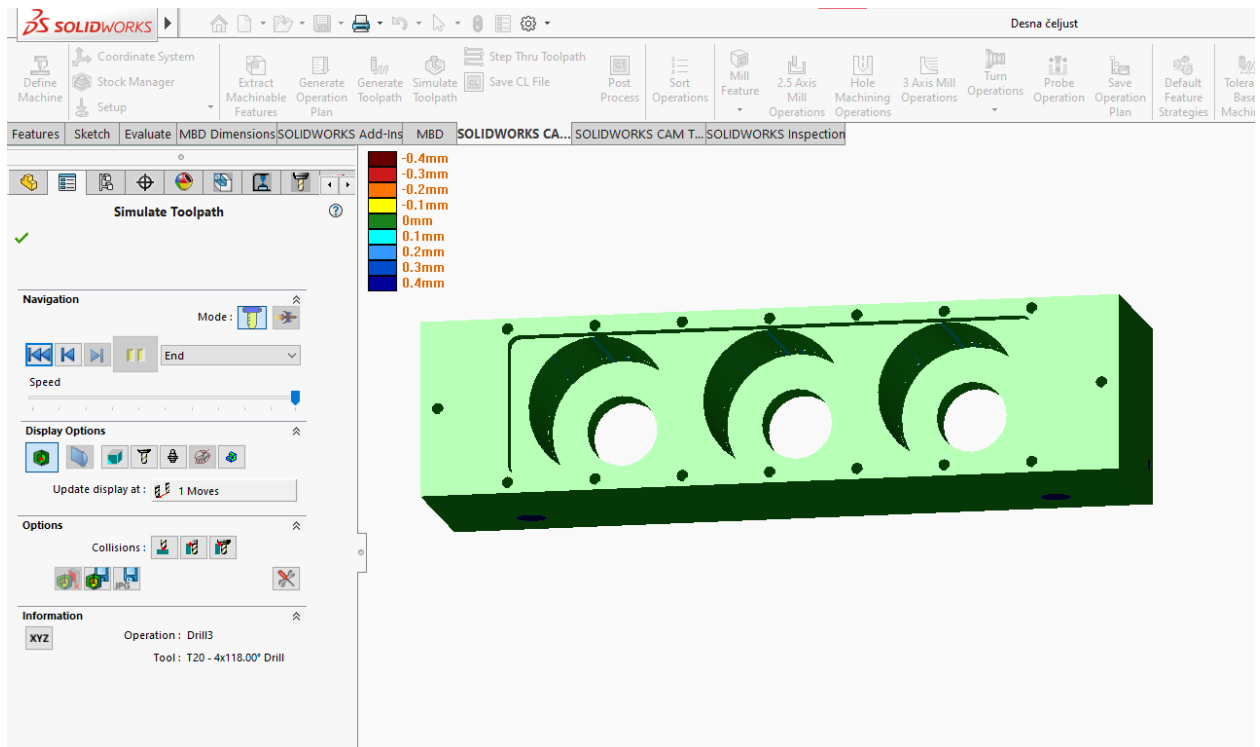 SOLIDWORKS
Desna čeljust
Define Machine
Coordinate System
Stock Manager
Setup
Extract Machinable Features
Generate Operation Plan
Generate Toolpath
Simulate Toolpath
Step Thru Toolpath
Save CL File
G1
Post Process
Sort Operations
Mill Feature
2.5 Axis Mill Operations
Hole Machining Operations
3 Axis Mill Operations
Turn Operations
Probe Operation
Save Operation Plan
Default Feature Strategies
Tolera Base Machin
Features
Sketch
Evaluate
MBD Dimensions
SOLIDWORKS Add-Ins
MBD
SOLIDWORKS CA...
SOLIDWORKS CAM T...
SOLIDWORKS Inspection
Simulate Toolpath
Navigation
Mode :
End
Speed
Display Options
Update display at : 1 Moves
Options
Collisions :
JPG
Information
XYZ
Operation : Drill3
Tool : T20 - 4x118.00° Drill
-0.4mm
-0.3mm
-0.2mm
-0.1mm
0mm
0.1mm
0.2mm
0.3mm
0.4mm